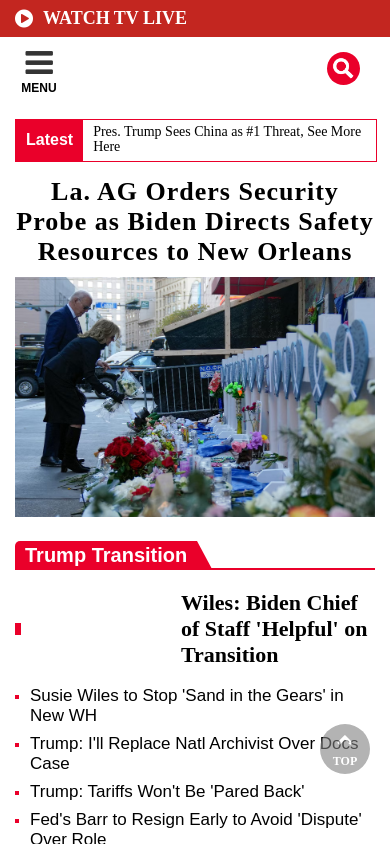 WATCH TV LIVE
MENU
Latest
Pres. Trump Sees China as #1 Threat, See More
Here
La. AG Orders Security
Probe as Biden Directs Safety
Resources to New Orleans
Trump Transition
Wiles: Biden Chief
of Staff 'Helpful' on
Transition
Susie Wiles to Stop 'Sand in the Gears' in
New WH
Trump: I'll Replace Natl Archivist Over Docs
Case
TOP
Trump: Tariffs Won't Be 'Pared Back'
Fed's Barr to Resign Early to Avoid 'Dispute'
Over Role